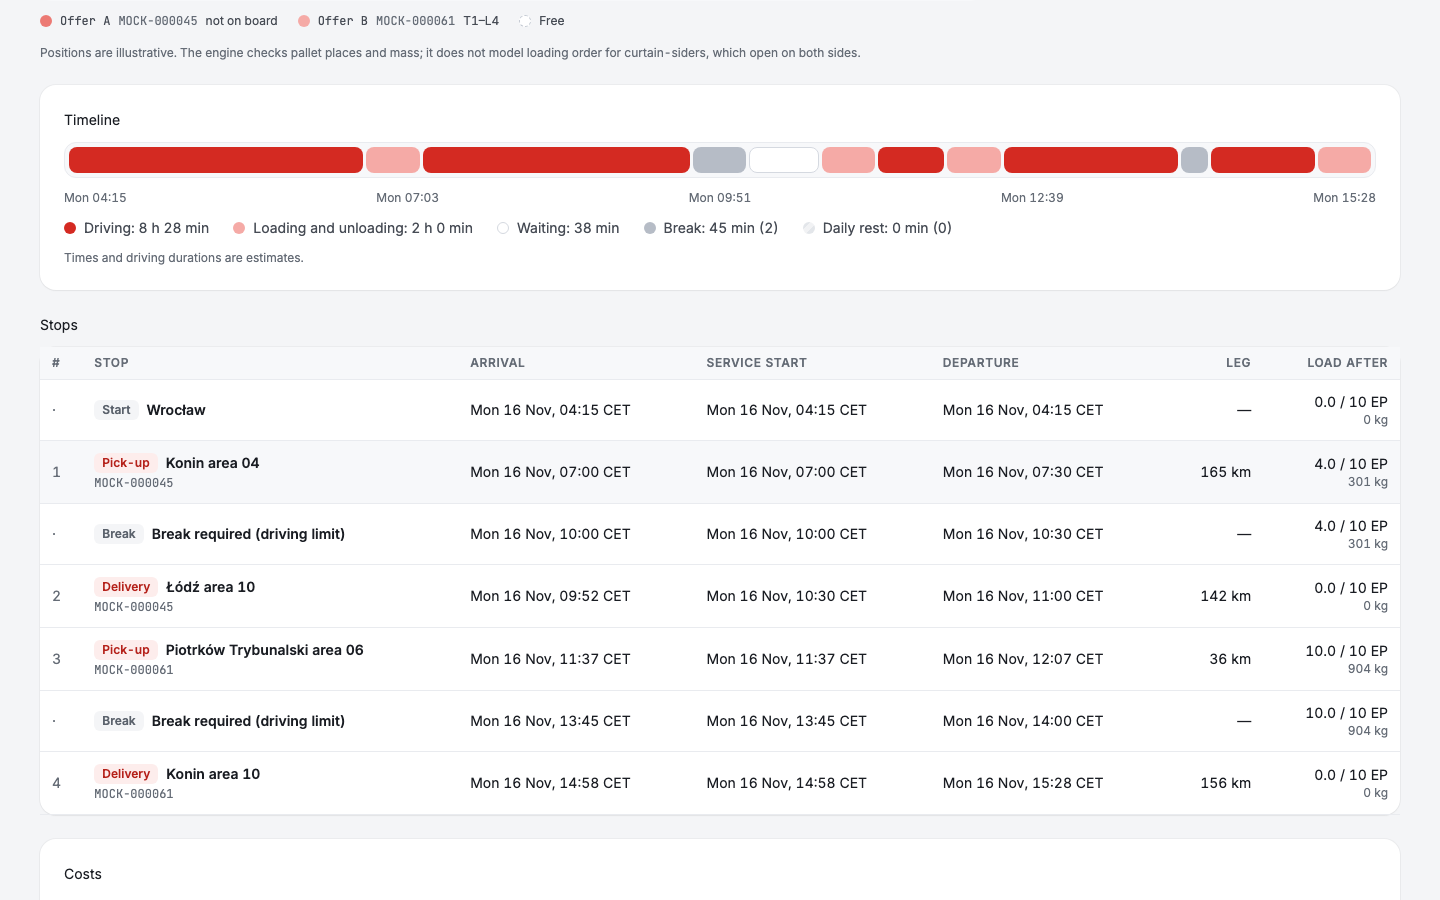 Offer A MOCK-000045 not on board Offer B MOCK-000061 T1–L4 Free
Positions are illustrative. The engine checks pallet places and mass; it does not model loading order for curtain-siders, which open on both sides.
Timeline
Mon 04:15 Mon 07:03 Mon 09:51 Mon 12:39 Mon 15:28
Driving: 8 h 28 min Loading and unloading: 2 h 0 min Waiting: 38 min Break: 45 min (2) Daily rest: 0 min (0)
Times and driving durations are estimates.
Stops
# STOP ARRIVAL SERVICE START DEPARTURE LEG LOAD AFTER
· Start Wrocław Mon 16 Nov, 04:15 CET Mon 16 Nov, 04:15 CET Mon 16 Nov, 04:15 CET — 0.0 / 10 EP
0 kg
1 Pick-up Konin area 04 Mon 16 Nov, 07:00 CET Mon 16 Nov, 07:00 CET Mon 16 Nov, 07:30 CET 165 km 4.0 / 10 EP
MOCK-000045 301 kg
· Break Break required (driving limit) Mon 16 Nov, 10:00 CET Mon 16 Nov, 10:00 CET Mon 16 Nov, 10:30 CET — 4.0 / 10 EP
301 kg
2 Delivery Łódź area 10 Mon 16 Nov, 09:52 CET Mon 16 Nov, 10:30 CET Mon 16 Nov, 11:00 CET 142 km 0.0 / 10 EP
MOCK-000045 0 kg
3 Pick-up Piotrków Trybunalski area 06 Mon 16 Nov, 11:37 CET Mon 16 Nov, 11:37 CET Mon 16 Nov, 12:07 CET 36 km 10.0 / 10 EP
MOCK-000061 904 kg
· Break Break required (driving limit) Mon 16 Nov, 13:45 CET Mon 16 Nov, 13:45 CET Mon 16 Nov, 14:00 CET — 10.0 / 10 EP
904 kg
4 Delivery Konin area 10 Mon 16 Nov, 14:58 CET Mon 16 Nov, 14:58 CET Mon 16 Nov, 15:28 CET 156 km 0.0 / 10 EP
MOCK-000061 0 kg
Costs